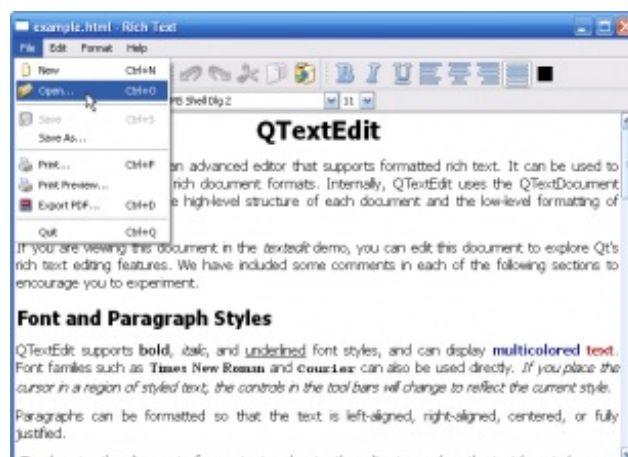 example.html - Rich Text
File Edit Format Help
New Ctrl+N
Open... Ctrl+O
Save Ctrl+S
Save As...
Print... Ctrl+P
Print Preview...
Export PDF... Ctrl+D
Quit Ctrl+Q
MS Shell Dlg 2 11
B I U
QTextEdit
an advanced editor that supports formatted rich text. It can be used to
rich document formats. Internally, QTextEdit uses the QTextDocument
high-level structure of each document and the low-level formatting of
If you are viewing this document in the textedit demo, you can edit this document to explore Qt's
rich text editing features. We have included some comments in each of the following sections to
encourage you to experiment.
Font and Paragraph Styles
QTextEdit supports bold, italic, and underlined font styles, and can display multicolored text.
Font families such as Times New Roman and Courier can also be used directly. If you place the
cursor in a region of styled text, the controls in the tool bars will change to reflect the current style.
Paragraphs can be formatted so that the text is left-aligned, right-aligned, centered, or fully
justified.